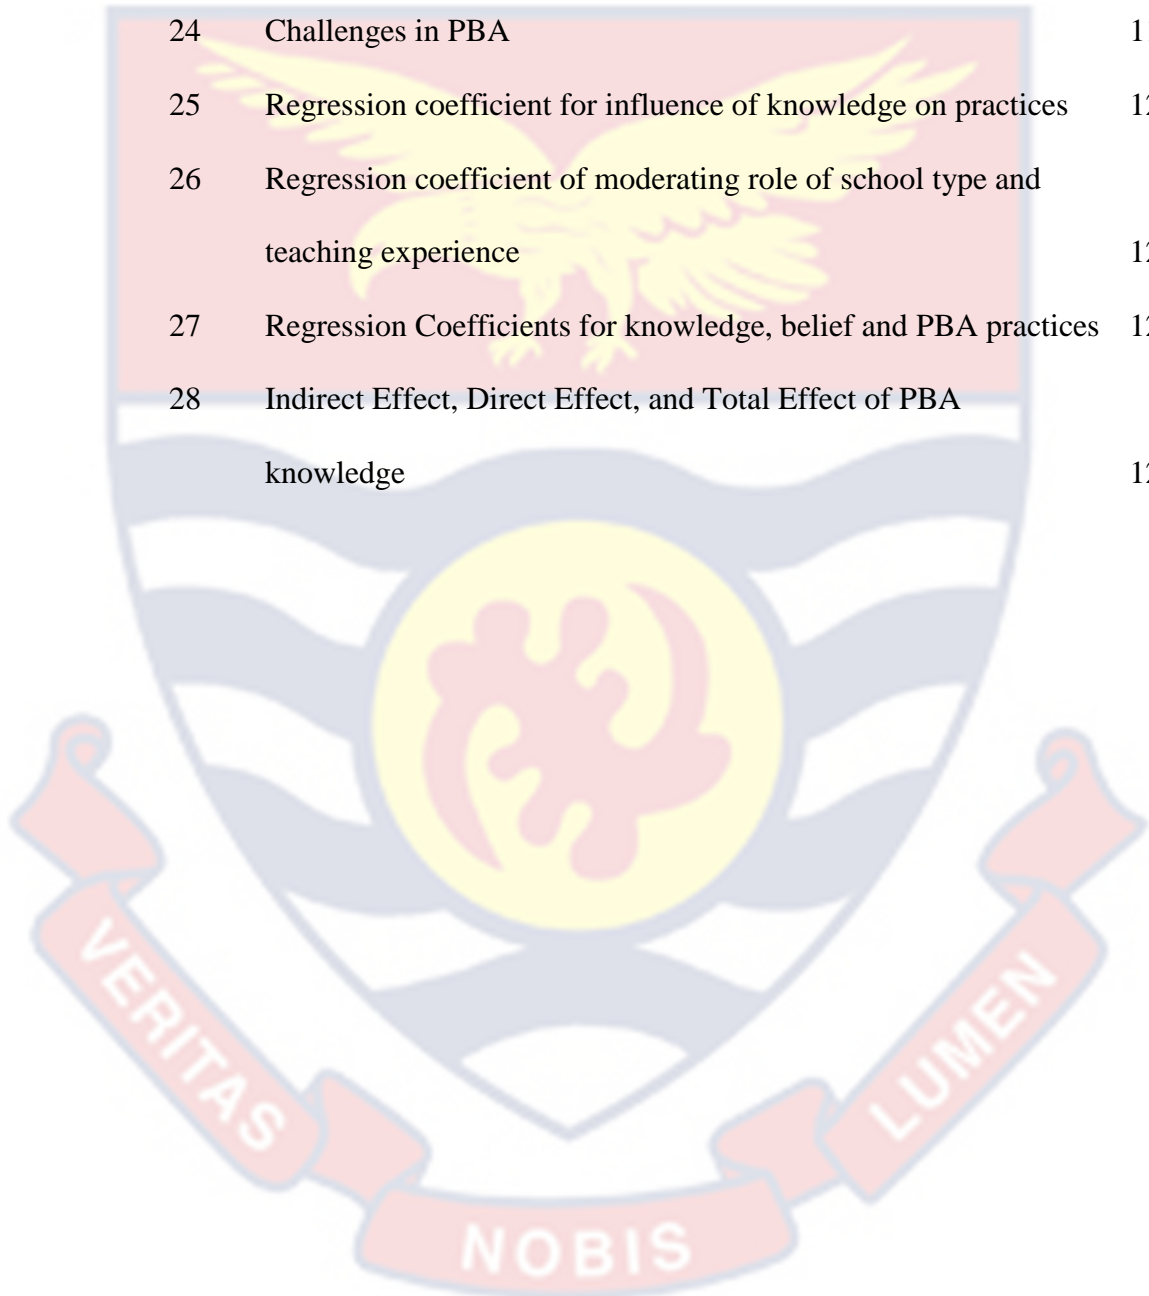 24 Challenges in PBA
25 Regression coefficient for influence of knowledge on practices
26 Regression coefficient of moderating role of school type and
teaching experience
27 Regression Coefficients for knowledge, belief and PBA practices
28 Indirect Effect, Direct Effect, and Total Effect of PBA
knowledge
VERITAS
NOBIS
LUMEN